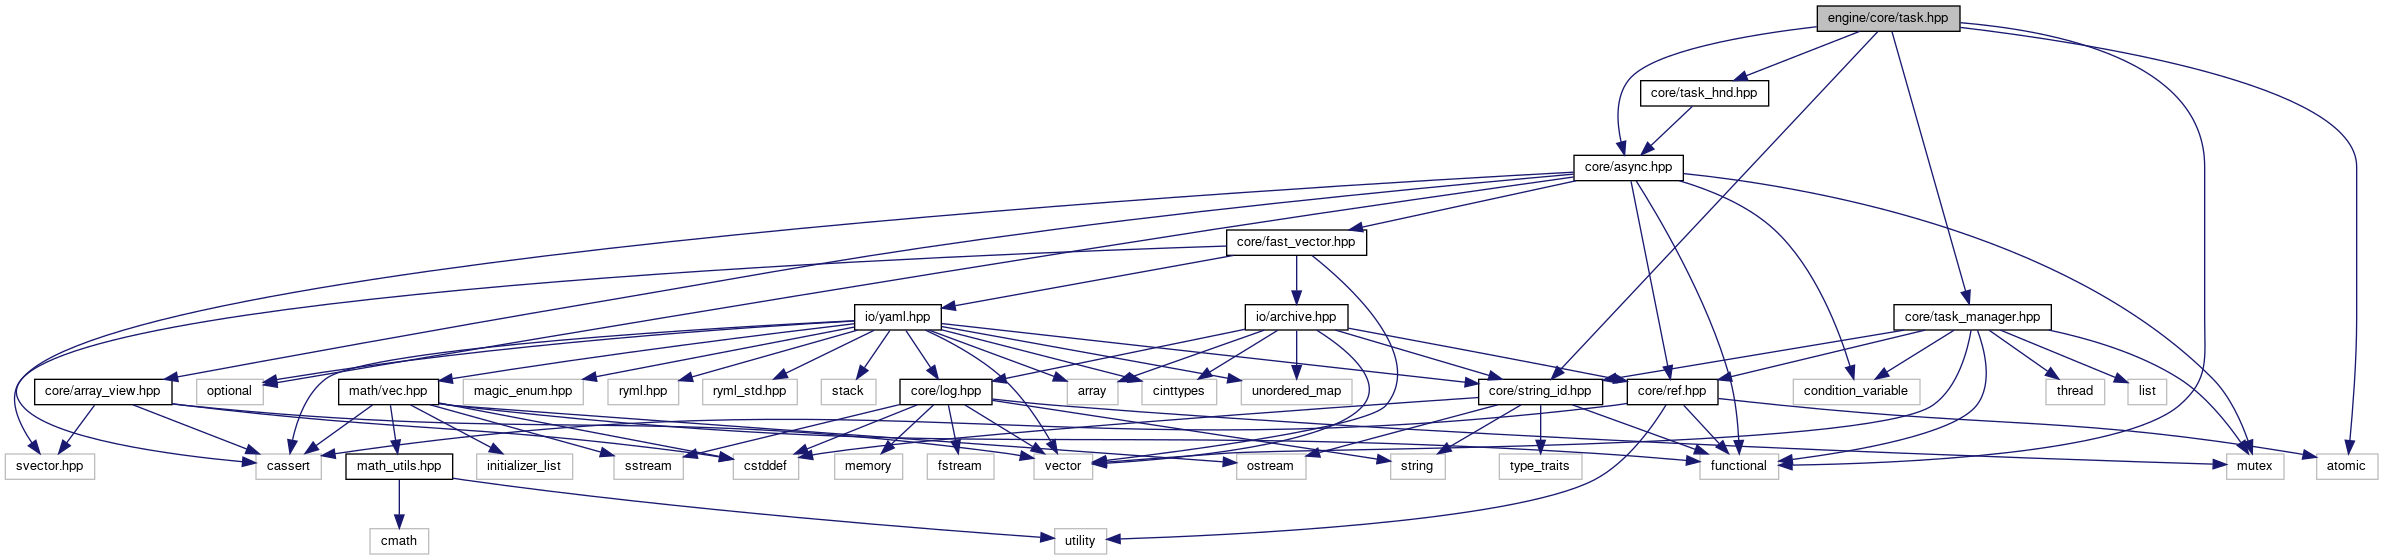 engine/core/task.hpp
core/task_hnd.hpp
core/async.hpp
core/fast_vector.hpp
io/yaml.hpp
io/archive.hpp
core/task_manager.hpp
core/array_view.hpp
optional
math/vec.hpp
magic_enum.hpp
ryml.hpp
ryml_std.hpp
stack
core/log.hpp
array
cinttypes
unordered_map
core/string_id.hpp
core/ref.hpp
condition_variable
thread
list
svector.hpp
cassert
math_utils.hpp
initializer_list
sstream
cstddef
memory
fstream
vector
ostream
string
type_traits
functional
mutex
atomic
cmath
utility